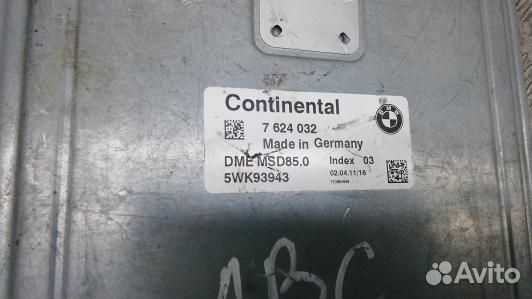 Continental
BMW
7 624 032
Made in Germany
DME MSD85.0 Index 03
5WK93943 02.04.11/16
ABC
Avito